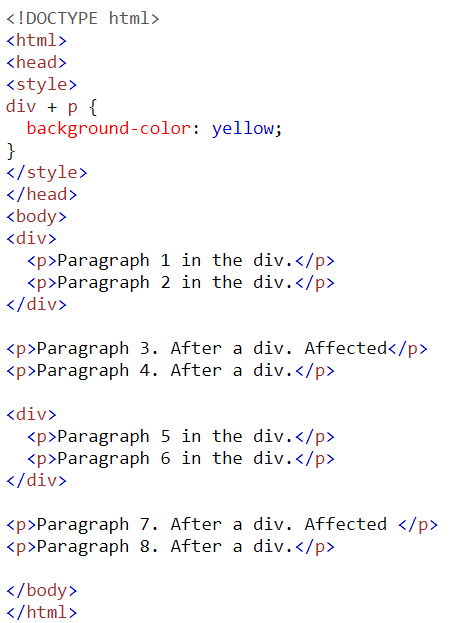 <!DOCTYPE html>
<html>
<head>
<style>
div + p {
  background-color: yellow;
}
</style>
</head>
<body>
<div>
  <p>Paragraph 1 in the div.</p>
  <p>Paragraph 2 in the div.</p>
</div>

<p>Paragraph 3. After a div. Affected</p>
<p>Paragraph 4. After a div.</p>

<div>
  <p>Paragraph 5 in the div.</p>
  <p>Paragraph 6 in the div.</p>
</div>

<p>Paragraph 7. After a div. Affected </p>
<p>Paragraph 8. After a div.</p>

</body>
</html>